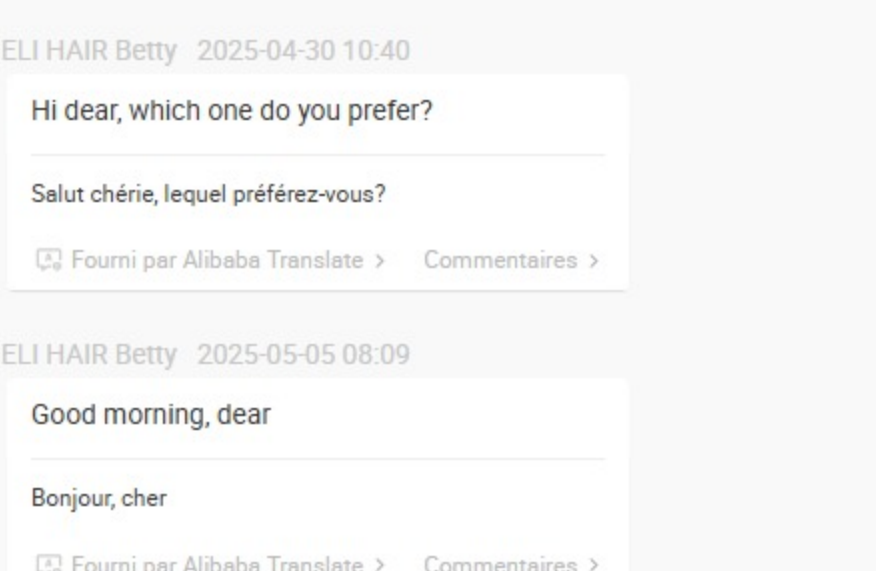 ELI HAIR Betty 2025-04-30 10:40
Hi dear, which one do you prefer?
Salut chérie, lequel préférez-vous?
Fourni par Alibaba Translate > Commentaires >
ELI HAIR Betty 2025-05-05 08:09
Good morning, dear
Bonjour, cher
Fourni par Alibaba Translate > Commentaires >